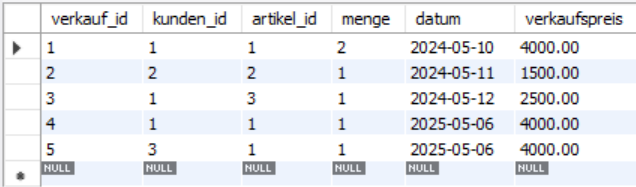 verkauf_id kunden_id artikel_id menge datum verkaufspreis
1 1 1 2 2024-05-10 4000.00
2 2 2 1 2024-05-11 1500.00
3 1 3 1 2024-05-12 2500.00
4 1 1 1 2025-05-06 4000.00
5 3 1 1 2025-05-06 4000.00
NULL NULL NULL NULL NULL NULL